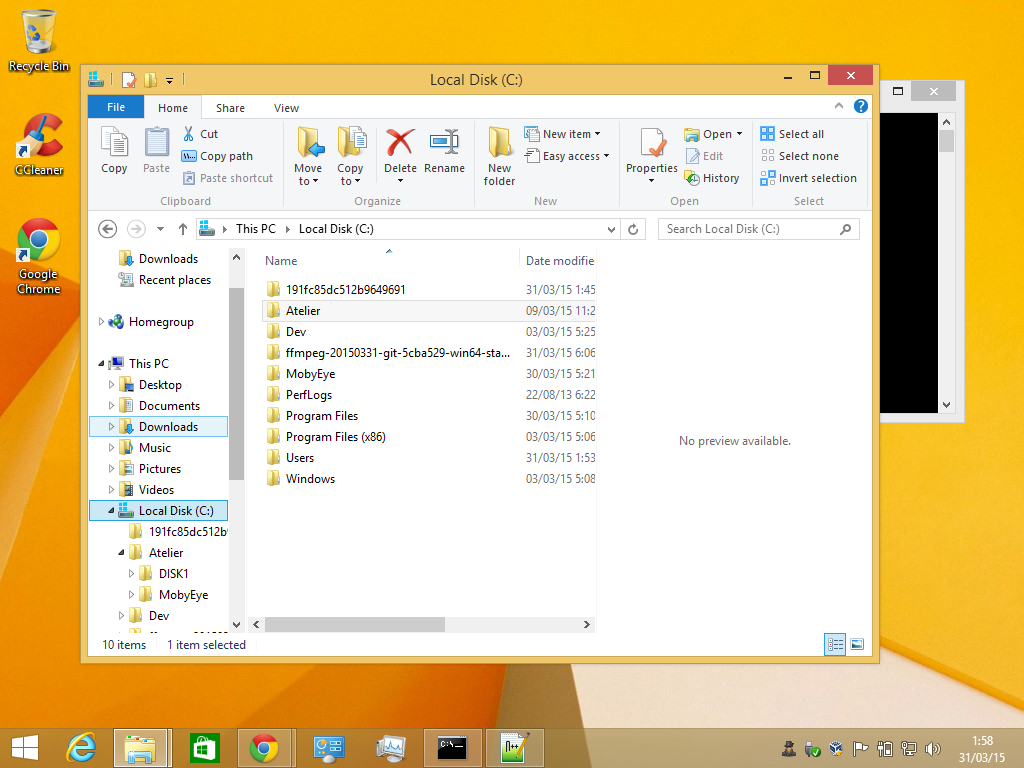 Recycle Bin
CCleaner
Google
Chrome
Local Disk (C:)
File Home Share View
Copy
Paste
Cut
Copy path
Paste shortcut
Clipboard
Move
to
Copy
to
Delete
Rename
Organize
New
folder
New item
Easy access
New
Properties
Open
Edit
History
Open
Select all
Select none
Invert selection
Select
This PC Local Disk (C:)
Search Local Disk (C:)
Downloads
Recent places
Homegroup
This PC
Desktop
Documents
Downloads
Music
Pictures
Videos
Local Disk (C:)
191fc85dc512b
Atelier
DISK1
MobyEye
Dev
Name Date modifie
191fc85dc512b9649691 31/03/15 1:45
Atelier 09/03/15 11:2
Dev 03/03/15 5:25
ffmpeg-20150331-git-5cba529-win64-sta... 31/03/15 6:06
MobyEye 30/03/15 5:21
PerfLogs 22/08/13 6:22
Program Files 30/03/15 5:10
Program Files (x86) 03/03/15 5:06
Users 31/03/15 1:53
Windows 03/03/15 5:08
No preview available.
10 items 1 item selected
C:\
1:58
31/03/15